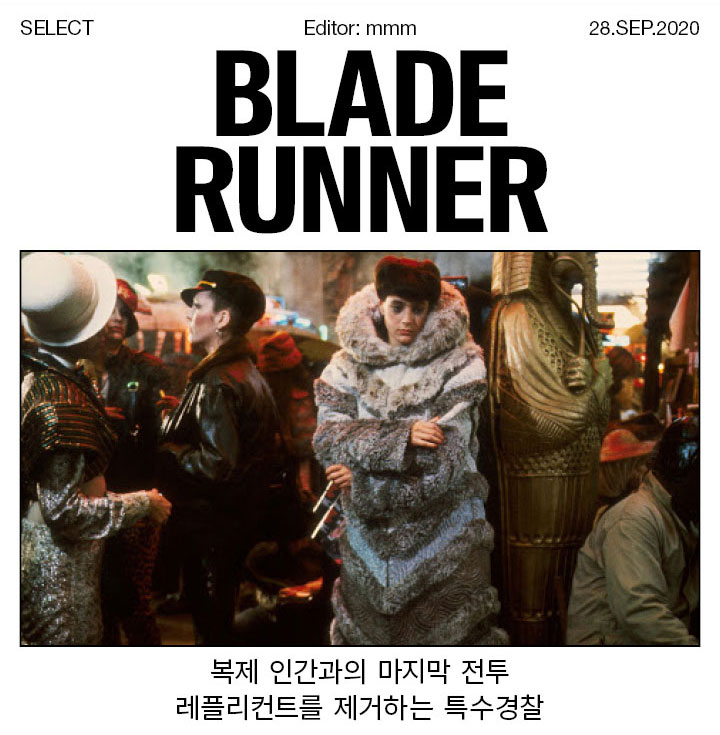 SELECT
Editor: mmm
28.SEP.2020
BLADE
RUNNER
복제 인간과의 마지막 전투
레플리컨트를 제거하는 특수경찰